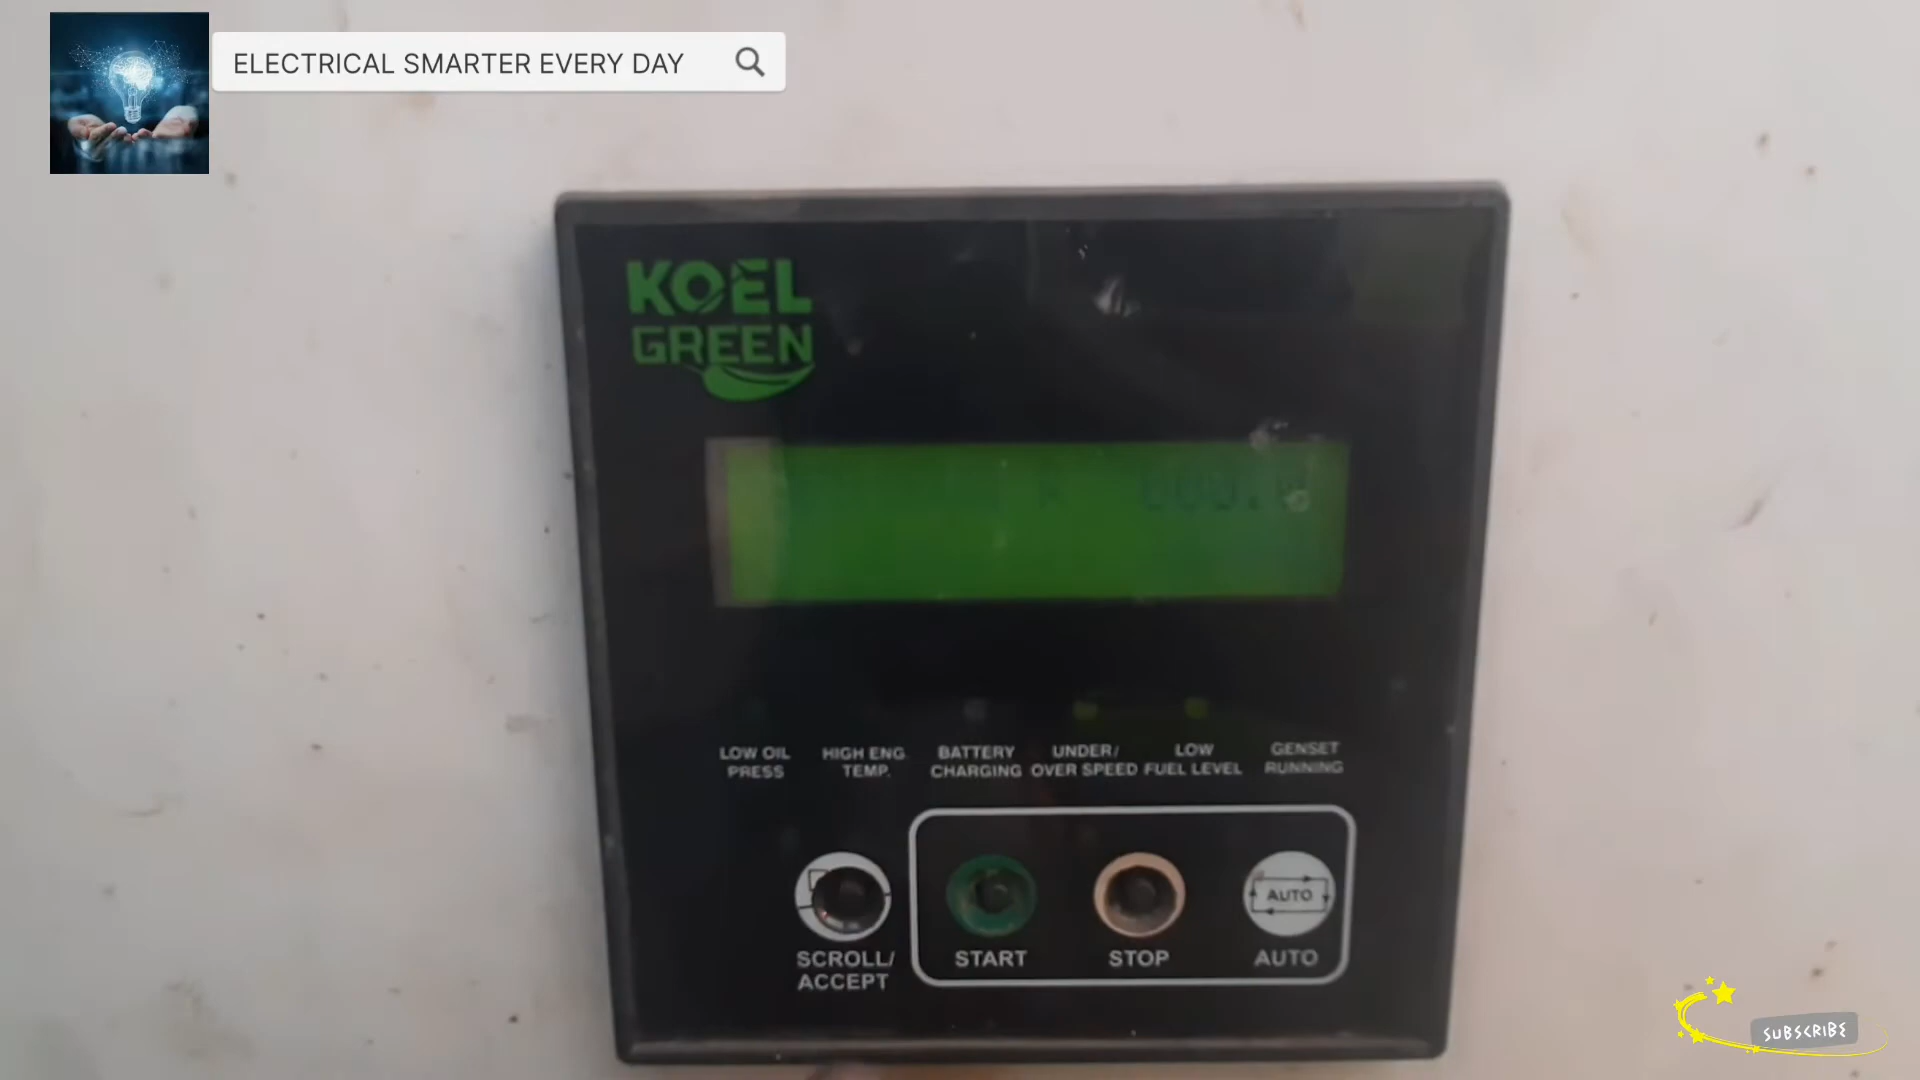 ELECTRICAL SMARTER EVERY DAY
KOEL
GREEN
LOW OIL
PRESS
HIGH ENG
TEMP.
BATTERY
CHARGING
UNDER/
OVER SPEED
LOW
FUEL LEVEL
GENSET
RUNNING
AUTO
SCROLL/
ACCEPT
START
STOP
AUTO
SUBSCRIBE